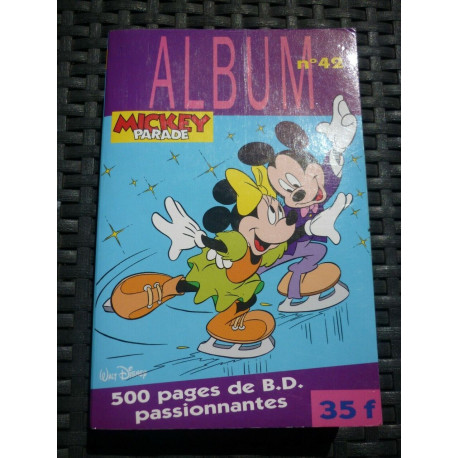 ALBUM
n°42
MICKEY
PARADE
Walt Disney
500 pages de B.D.
passionnantes
35 f